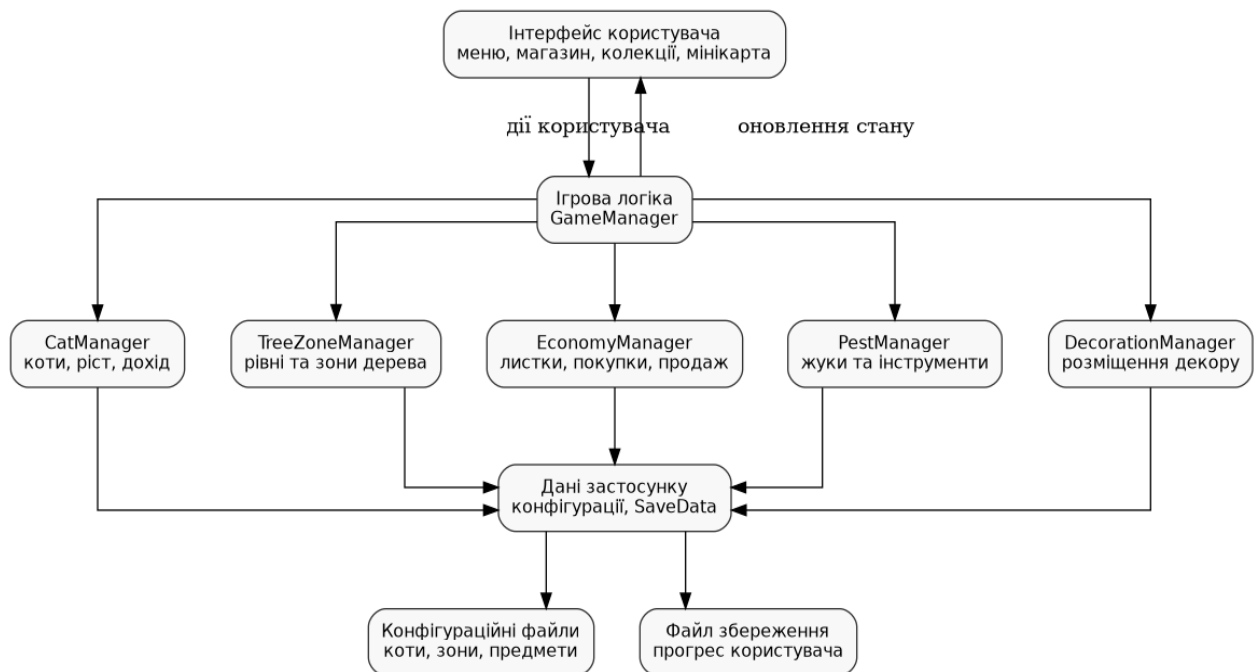 Інтерфейс користувача
меню, магазин, колекції, мінікарта
дії користувача
оновлення стану
Ігрова логіка
GameManager
CatManager
коти, ріст, дохід
TreeZoneManager
рівні та зони дерева
EconomyManager
листки, покупки, продаж
PestManager
жуки та інструменти
DecorationManager
розміщення декору
Дані застосунку
конфігурації, SaveData
Конфігураційні файли
коти, зони, предмети
Файл збереження
прогрес користувача